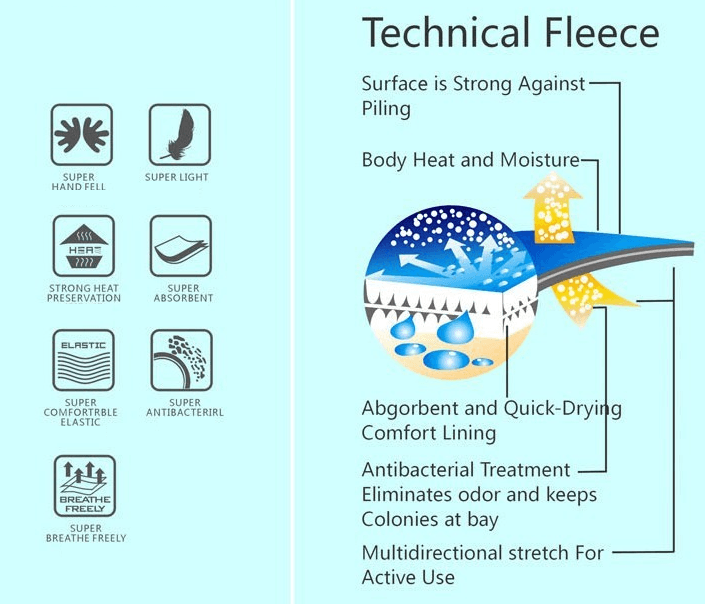 SUPER
HAND FELL
SUPER LIGHT
HEAT
STRONG HEAT
PRESERVATION
SUPER
ABSORBENT
ELASTIC
SUPER
COMFORTRBLE
ELASTIC
SUPER
ANTIBACTERIRL
BREATHE
FREELY
SUPER
BREATHE FREELY
Technical Fleece
Surface is Strong Against
Piling
Body Heat and Moisture
Abgorbent and Quick-Drying
Comfort Lining
Antibacterial Treatment
Eliminates odor and keeps
Colonies at bay
Multidirectional stretch For
Active Use